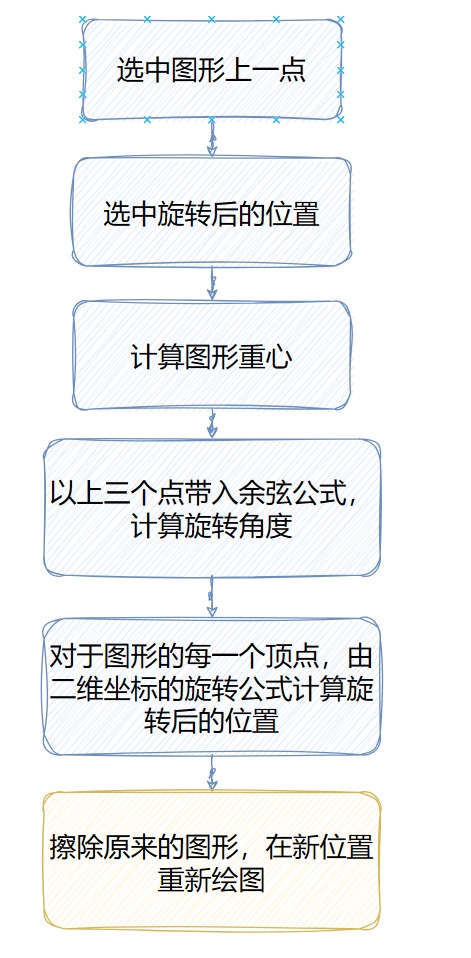 选中图形上一点
选中旋转后的位置
计算图形重心
以上三个点带入余弦公式，
计算旋转角度
对于图形的每一个顶点，由
二维坐标的旋转公式计算旋
转后的位置
擦除原来的图形，在新位置
重新绘图